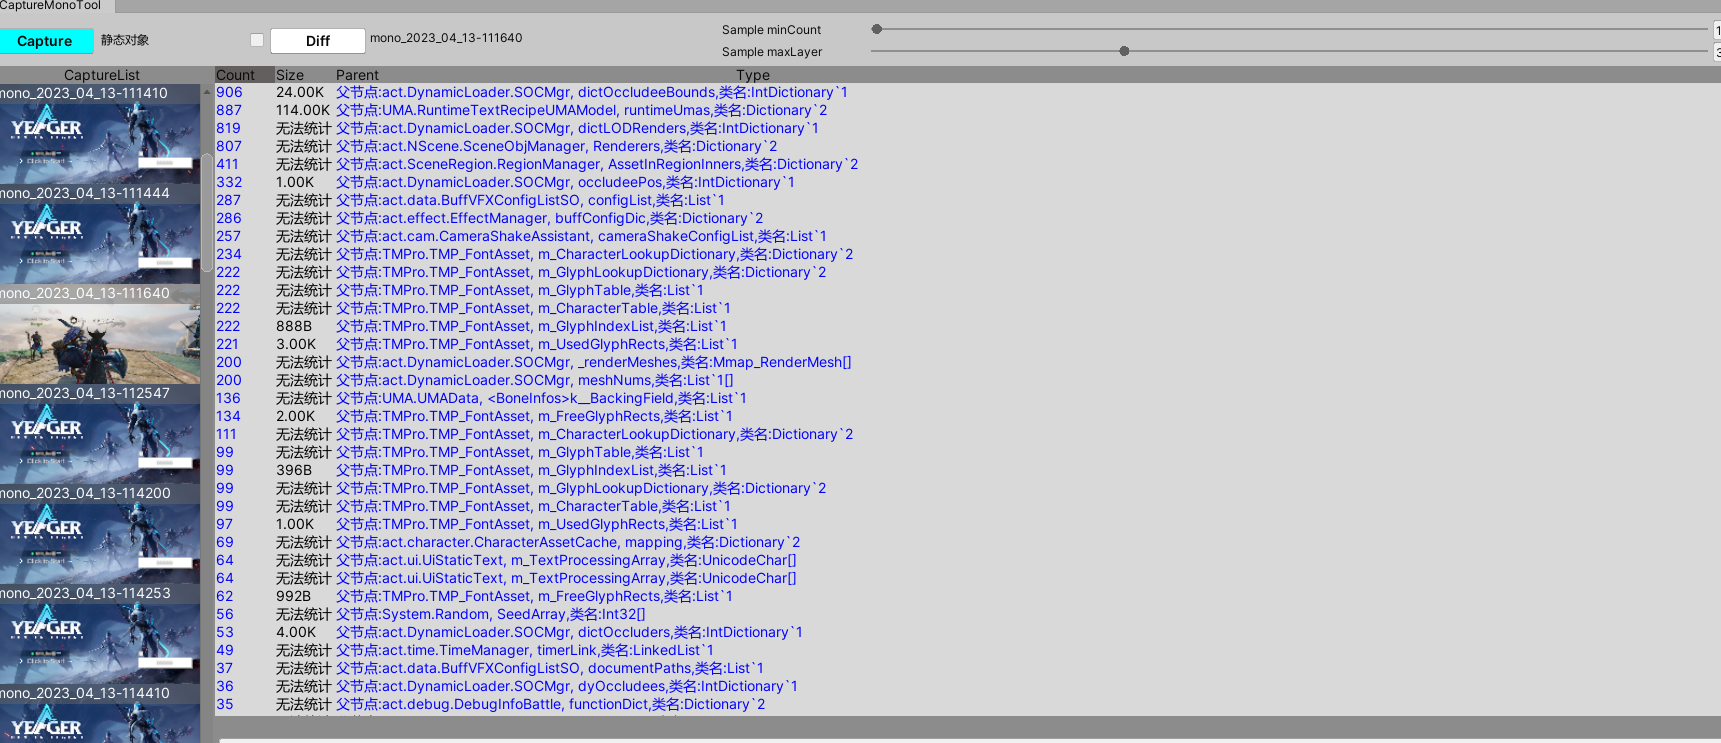 CaptureMonoTool
Capture
静态对象
Diff
mono_2023_04_13-111640
Sample minCount
Sample maxLayer
CaptureList
Count Size Parent Type
mono_2023_04_13-111410
YEAGER
mono_2023_04_13-111444
YEAGER
mono_2023_04_13-111640
mono_2023_04_13-112547
YEAGER
mono_2023_04_13-114200
YEAGER
mono_2023_04_13-114253
YEAGER
mono_2023_04_13-114410
YEAGER
906 24.00K 父节点:act.DynamicLoader.SOCMgr, dictOccludeeBounds,类名:IntDictionary`1
887 114.00K 父节点:UMA.RuntimeTextRecipeUMAModel, runtimeUmas,类名:Dictionary`2
819 无法统计 父节点:act.DynamicLoader.SOCMgr, dictLODRenders,类名:IntDictionary`1
807 无法统计 父节点:act.NScene.SceneObjManager, Renderers,类名:Dictionary`2
411 无法统计 父节点:act.SceneRegion.RegionManager, AssetInRegionInners,类名:Dictionary`2
332 1.00K 父节点:act.DynamicLoader.SOCMgr, occludeePos,类名:IntDictionary`1
287 无法统计 父节点:act.data.BuffVFXConfigListSO, configList,类名:List`1
286 无法统计 父节点:act.effect.EffectManager, buffConfigDic,类名:Dictionary`2
257 无法统计 父节点:act.cam.CameraShakeAssistant, cameraShakeConfigList,类名:List`1
234 无法统计 父节点:TMPro.TMP_FontAsset, m_CharacterLookupDictionary,类名:Dictionary`2
222 无法统计 父节点:TMPro.TMP_FontAsset, m_GlyphLookupDictionary,类名:Dictionary`2
222 无法统计 父节点:TMPro.TMP_FontAsset, m_GlyphTable,类名:List`1
222 无法统计 父节点:TMPro.TMP_FontAsset, m_CharacterTable,类名:List`1
222 888B 父节点:TMPro.TMP_FontAsset, m_GlyphIndexList,类名:List`1
221 3.00K 父节点:TMPro.TMP_FontAsset, m_UsedGlyphRects,类名:List`1
200 无法统计 父节点:act.DynamicLoader.SOCMgr, _renderMeshes,类名:Mmap_RenderMesh[]
200 无法统计 父节点:act.DynamicLoader.SOCMgr, meshNums,类名:List`1[]
136 无法统计 父节点:UMA.UMAData, <BoneInfos>k__BackingField,类名:List`1
134 2.00K 父节点:TMPro.TMP_FontAsset, m_FreeGlyphRects,类名:List`1
111 无法统计 父节点:TMPro.TMP_FontAsset, m_CharacterLookupDictionary,类名:Dictionary`2
99 无法统计 父节点:TMPro.TMP_FontAsset, m_GlyphTable,类名:List`1
99 396B 父节点:TMPro.TMP_FontAsset, m_GlyphIndexList,类名:List`1
99 无法统计 父节点:TMPro.TMP_FontAsset, m_GlyphLookupDictionary,类名:Dictionary`2
99 无法统计 父节点:TMPro.TMP_FontAsset, m_CharacterTable,类名:List`1
97 1.00K 父节点:TMPro.TMP_FontAsset, m_UsedGlyphRects,类名:List`1
69 无法统计 父节点:act.character.CharacterAssetCache, mapping,类名:Dictionary`2
64 无法统计 父节点:act.ui.UiStaticText, m_TextProcessingArray,类名:UnicodeChar[]
64 无法统计 父节点:act.ui.UiStaticText, m_TextProcessingArray,类名:UnicodeChar[]
62 992B 父节点:TMPro.TMP_FontAsset, m_FreeGlyphRects,类名:List`1
56 无法统计 父节点:System.Random, SeedArray,类名:Int32[]
53 4.00K 父节点:act.DynamicLoader.SOCMgr, dictOccluders,类名:IntDictionary`1
49 无法统计 父节点:act.time.TimeManager, timerLink,类名:LinkedList`1
37 无法统计 父节点:act.data.BuffVFXConfigListSO, documentPaths,类名:List`1
36 无法统计 父节点:act.DynamicLoader.SOCMgr, dyOccludees,类名:IntDictionary`1
35 无法统计 父节点:act.debug.DebugInfoBattle, functionDict,类名:Dictionary`2